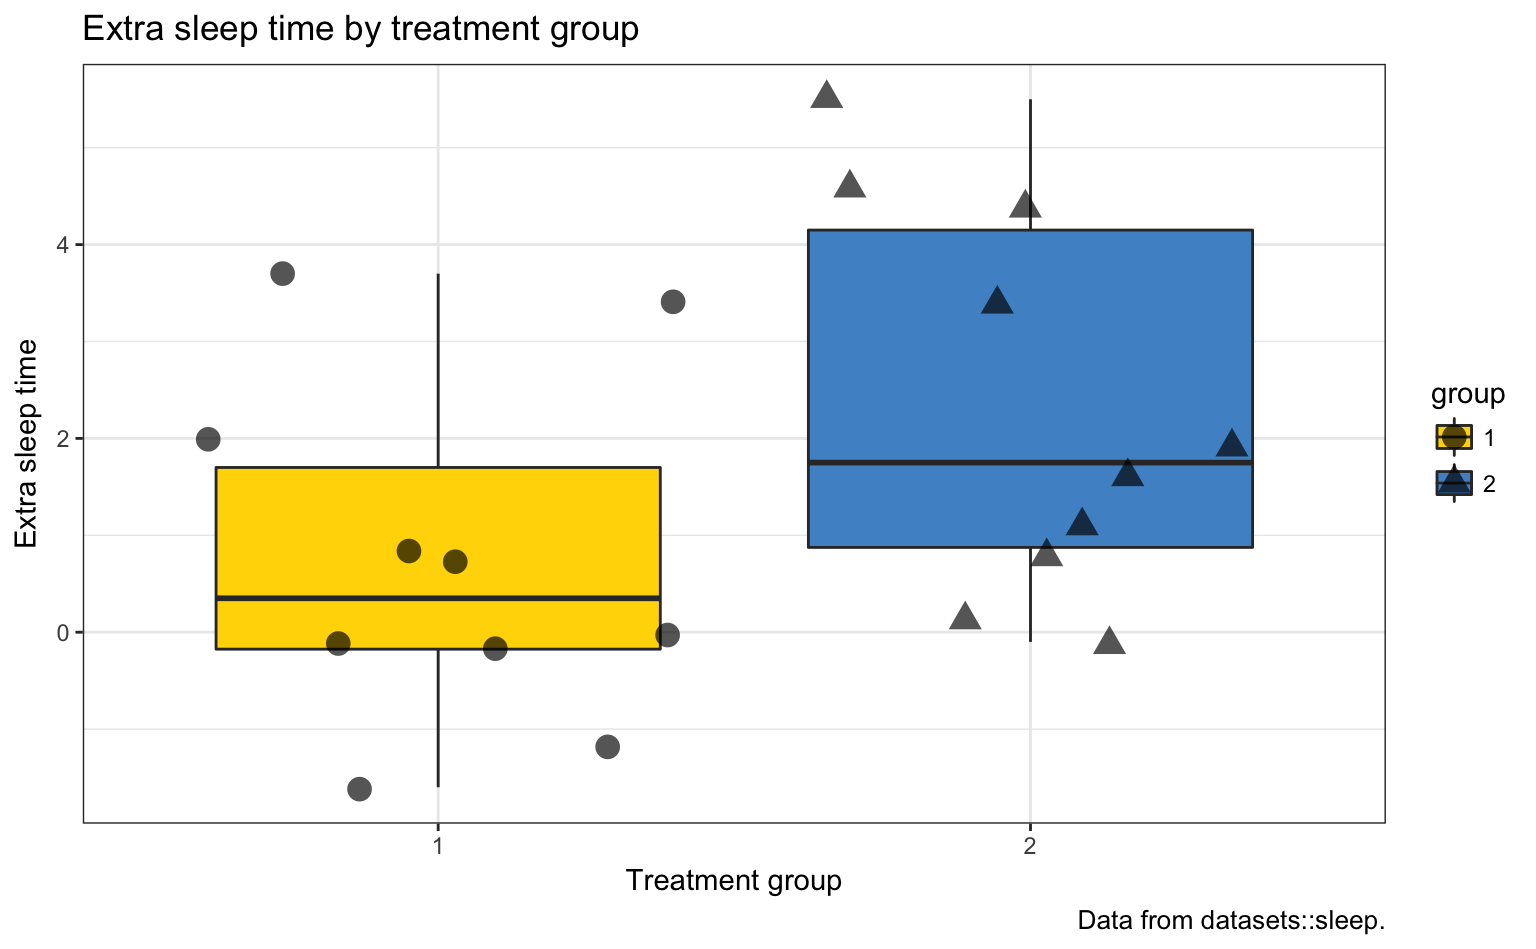 Extra sleep time by treatment group
Extra sleep time
4
2
0
1
2
Treatment group
group
1
2
Data from datasets::sleep.